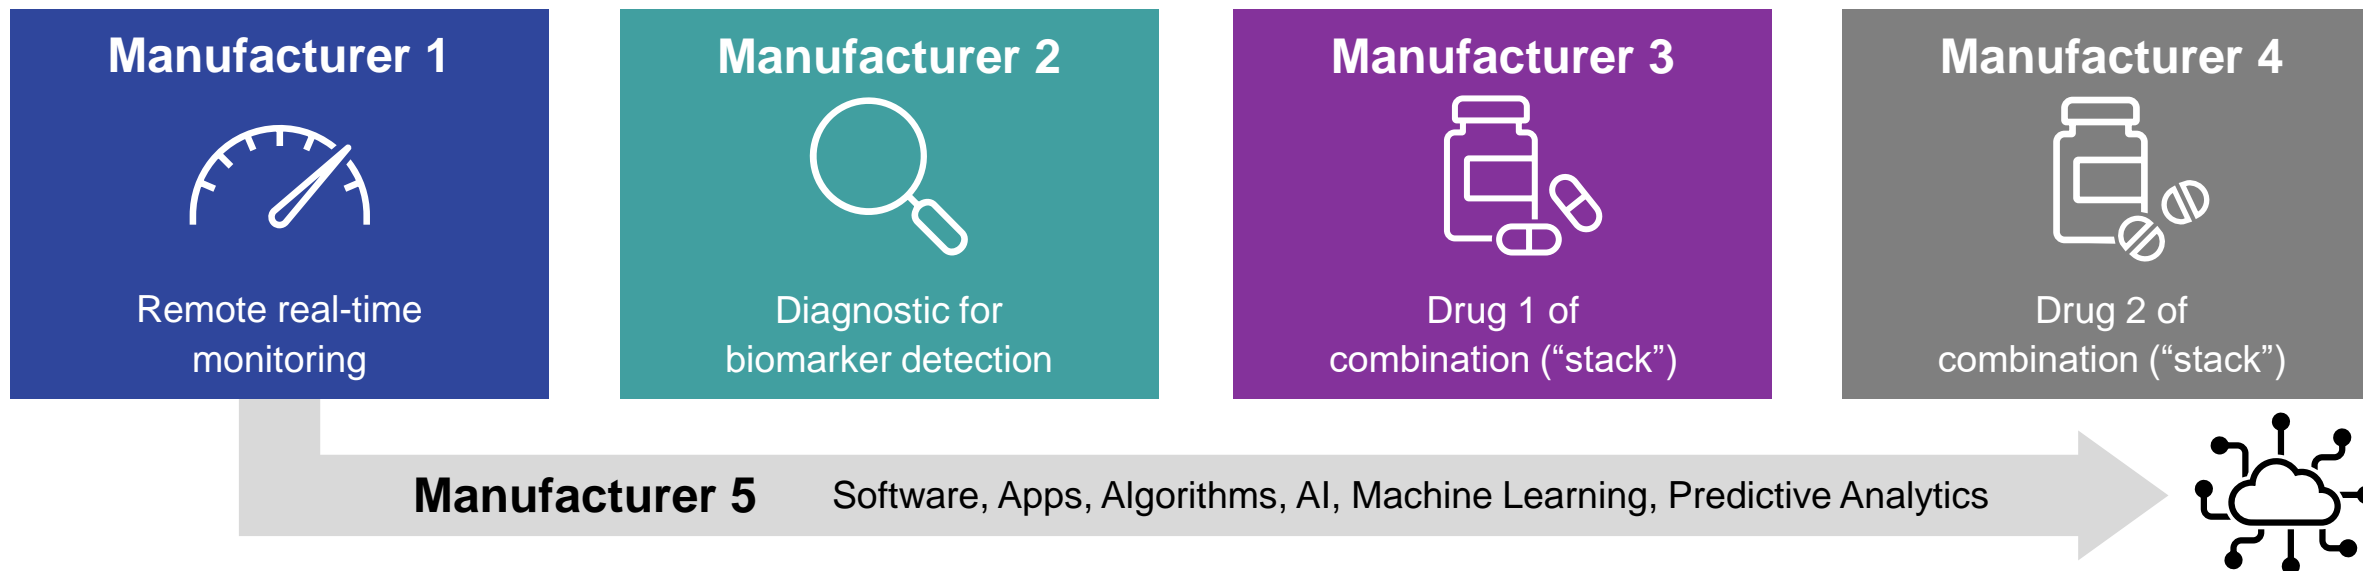 Manufacturer 1
Remote real-time
monitoring
Manufacturer 2
Diagnostic for
biomarker detection
Manufacturer 3
Drug 1 of
combination (“stack”)
Manufacturer 4
Drug 2 of
combination (“stack”)
Manufacturer 5
Software, Apps, Algorithms, AI, Machine Learning, Predictive Analytics